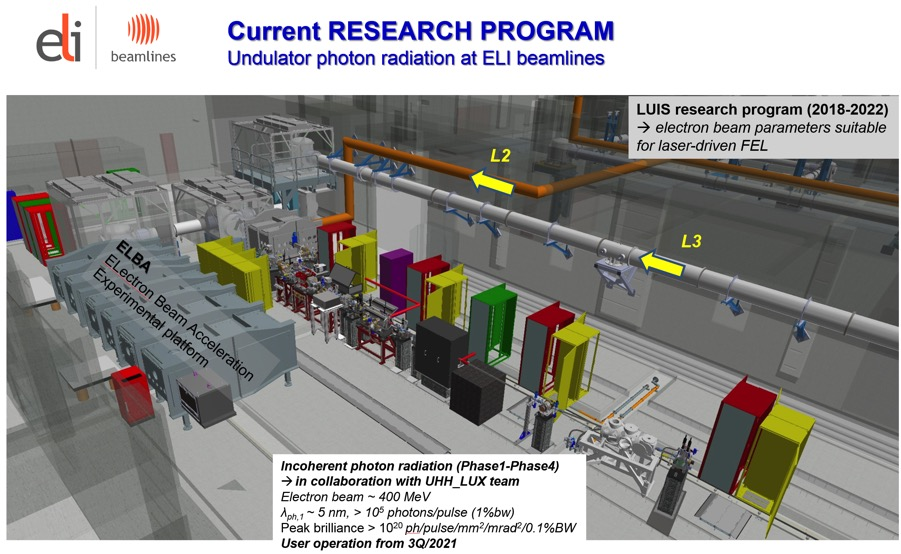 eli
beamlines
Current RESEARCH PROGRAM
Undulator photon radiation at ELI beamlines
LUIS research program (2018-2022)
→ electron beam parameters suitable
for laser-driven FEL
L2
L3
ELBA
ELectron Beam Acceleration
Experimental platform
Incoherent photon radiation (Phase1-Phase4)
→ in collaboration with UHH_LUX team
Electron beam ~ 400 MeV
λph,1 ~ 5 nm, > 10⁵ photons/pulse (1%bw)
Peak brilliance > 10²⁰ ph/pulse/mm²/mrad²/0.1%BW
User operation from 3Q/2021